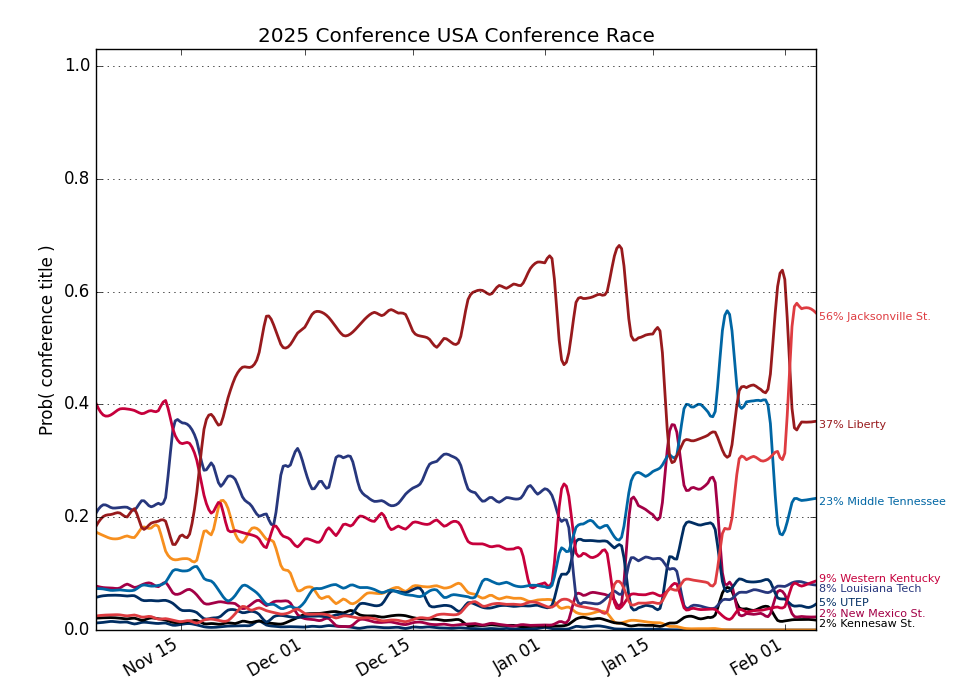 2025 Conference USA Conference Race
Prob( conference title )
1.0
0.8
0.6
0.4
0.2
0.0
Nov 15
Dec 01
Dec 15
Jan 01
Jan 15
Feb 01
56% Jacksonville St.
37% Liberty
23% Middle Tennessee
9% Western Kentucky
8% Louisiana Tech
5% UTEP
2% New Mexico St.
2% Kennesaw St.